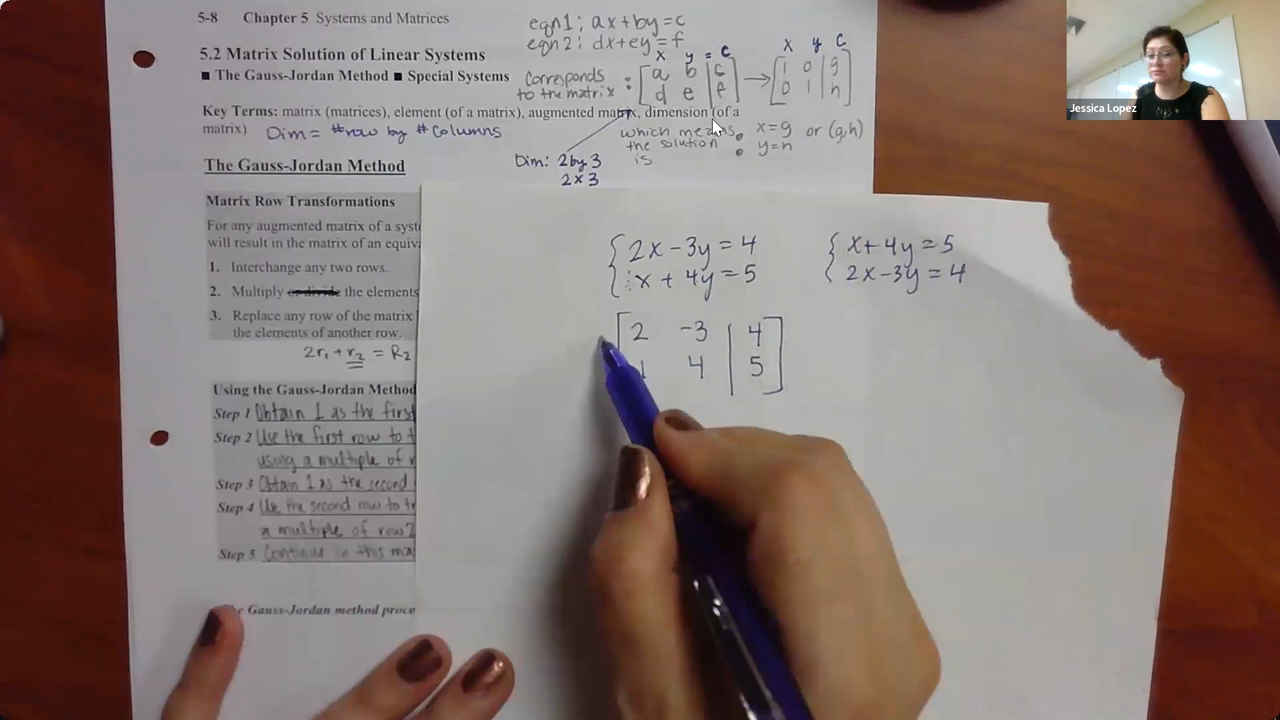 5-8 Chapter 5 Systems and Matrices
eqn1: ax+by=c
eqn2: dx+ey=f
5.2 Matrix Solution of Linear Systems
■ The Gauss-Jordan Method ■ Special Systems
Corresponds
to the matrix :
x y = c
a b | c
d e | f
→
x y c
1 0 | g
0 1 | h
Key Terms: matrix (matrices), element (of a matrix), augmented matrix, dimension (of a
matrix) Dim = #row by #columns
which means
the solution
is
x=g or (g,h)
y=h
Dim: 2 by 3
2x3
The Gauss-Jordan Method
Matrix Row Transformations
For any augmented matrix of a syst
will result in the matrix of an equiv
1. Interchange any two rows.
2. Multiply or divide the elements
3. Replace any row of the matrix
the elements of another row.
2r₁ + r₂ = R₂
Using the Gauss-Jordan Method
Step 1 Obtain 1 as the first
Step 2 Use the first row to t
using a multiple of r
Step 3 Obtain 1 as the second
Step 4 Use the second row to tr
a multiple of row 2
Step 5 Continue in this ma
The Gauss-Jordan method proce
2x-3y=4
x+4y=5
x+4y=5
2x-3y=4
2 -3 | 4
1 4 | 5
Jessica Lopez